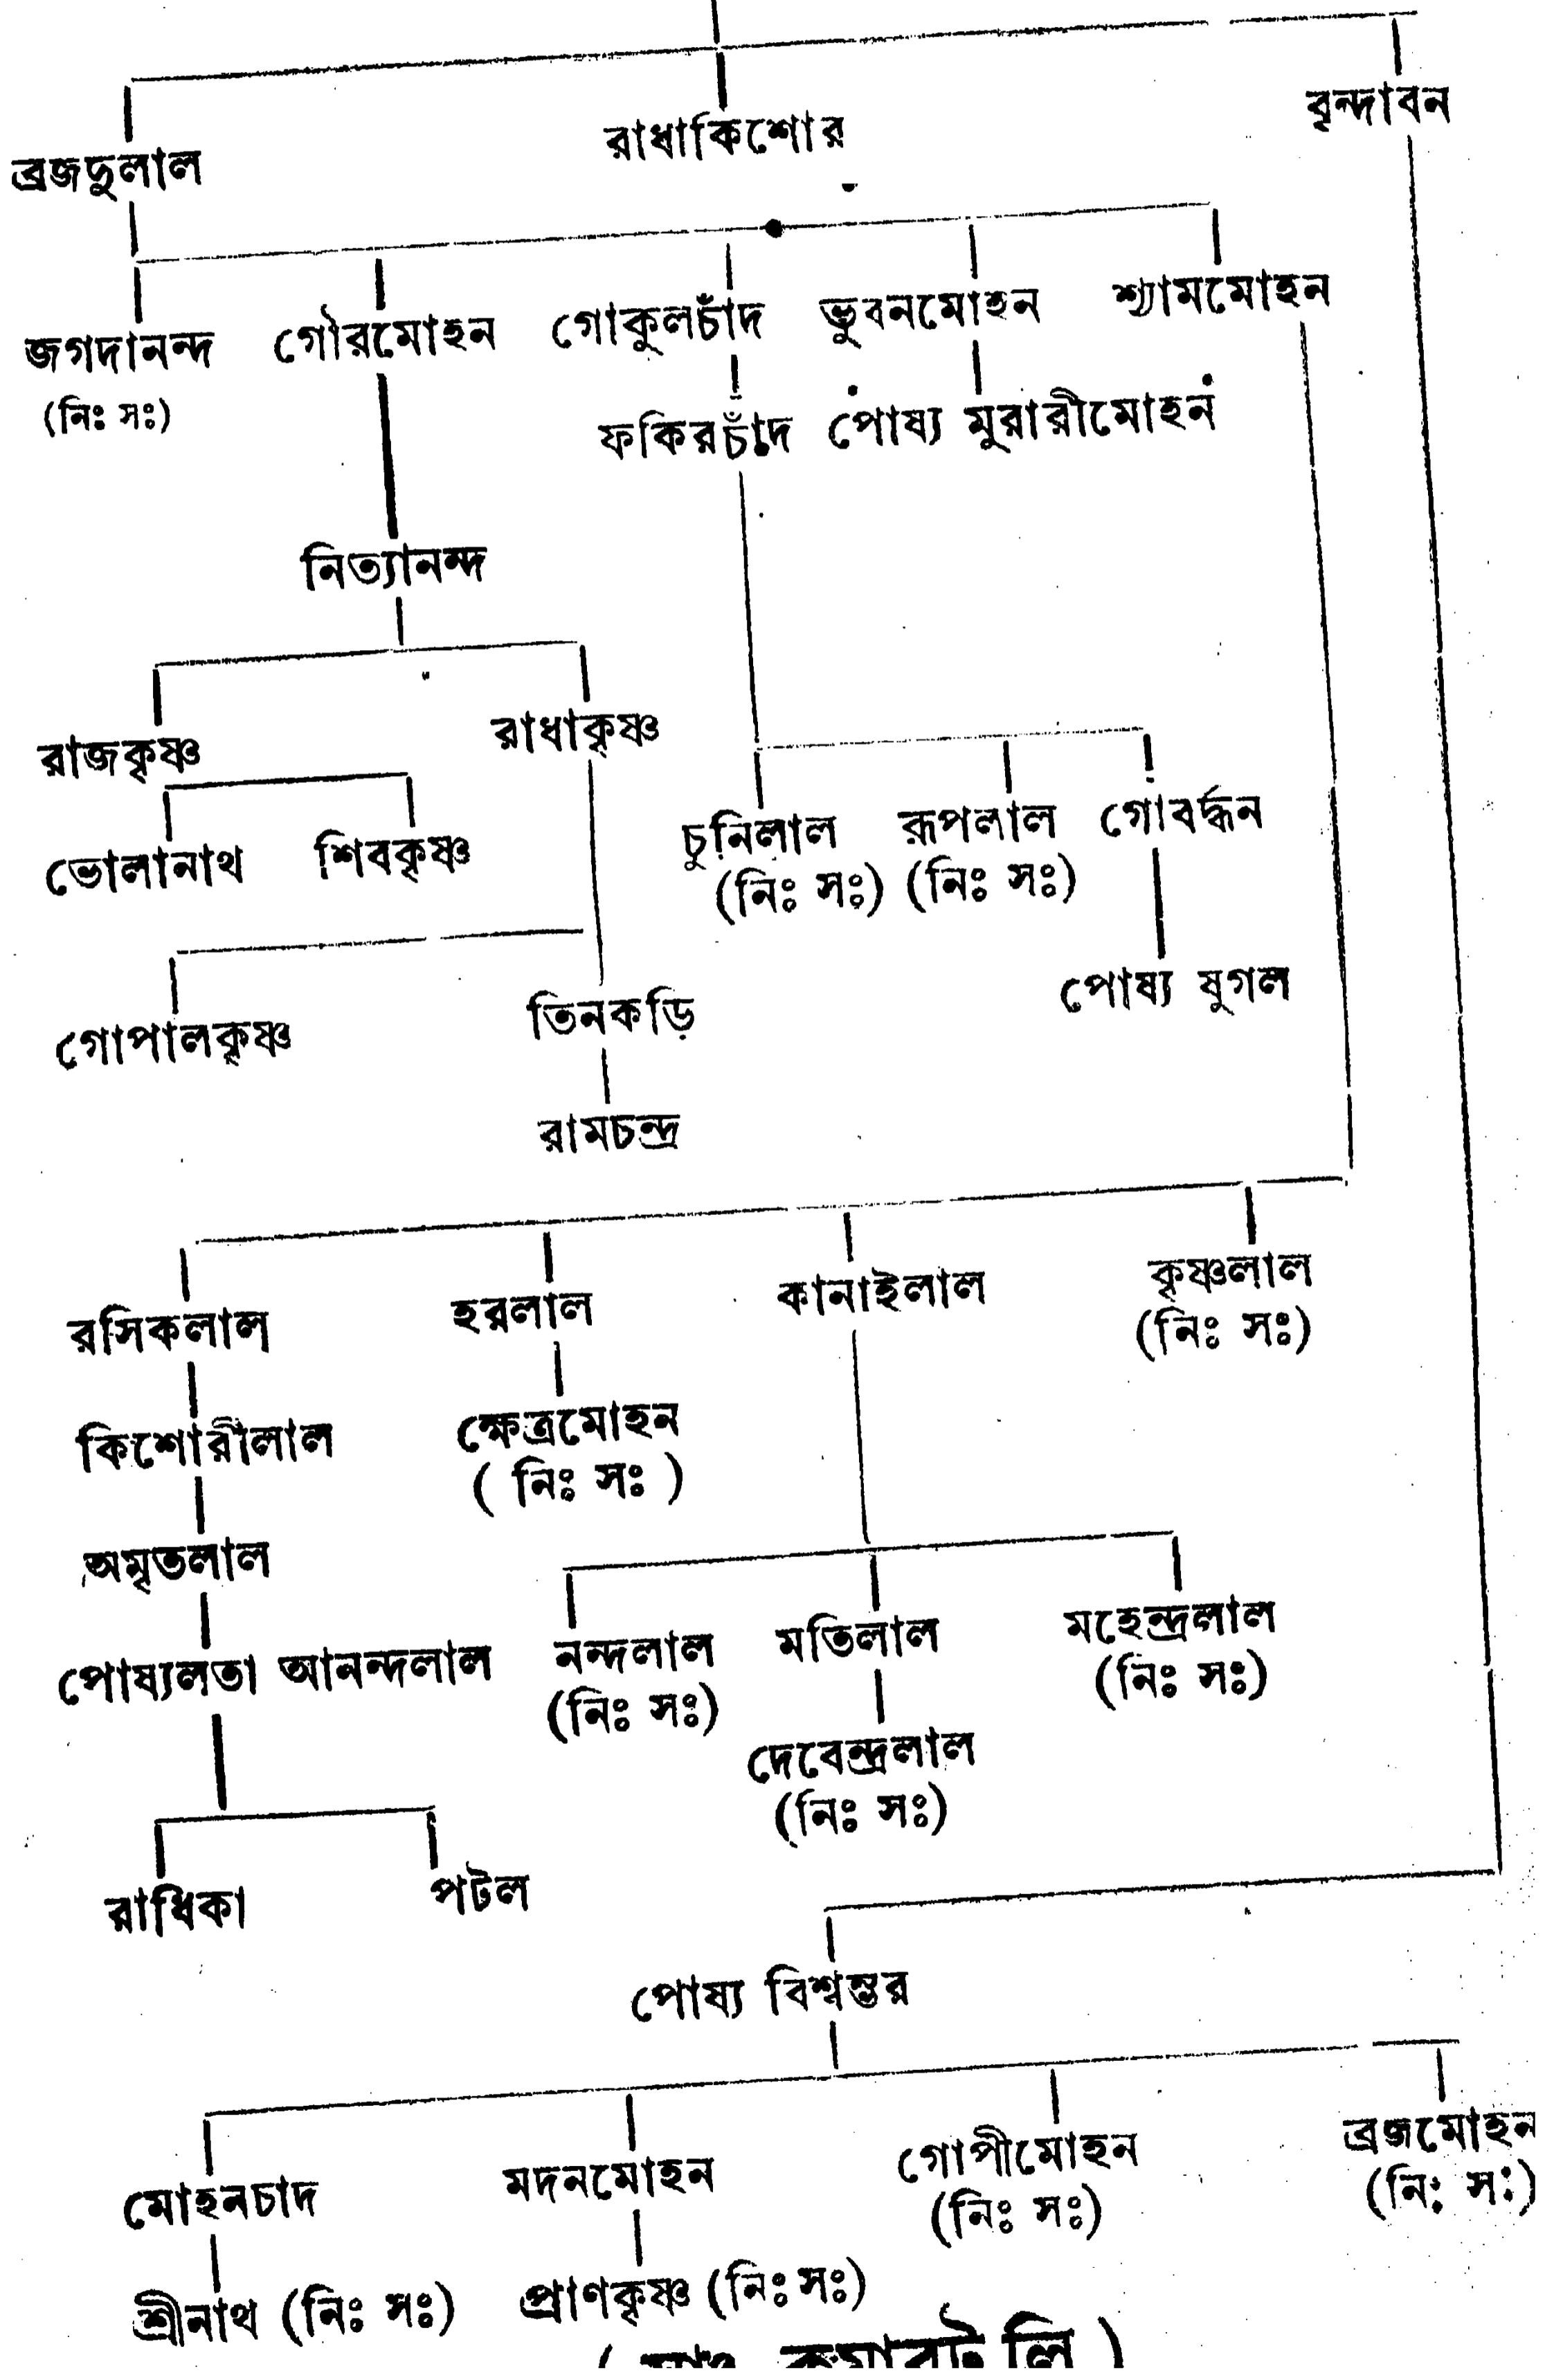 বৃন্দাবন
রাধাকিশোর
ব্রজদুলাল
জগদানন্দ গৌরমোহন গোকুলচাঁদ ভুবনমোহন শ্যামমোহন
(নিঃ সঃ)
ফকিরচাঁদ পোষ্য মুরারীমোহন
নিত্যানন্দ
রাজকৃষ্ণ রাধাকৃষ্ণ
ভোলানাথ শিবকৃষ্ণ চুনিলাল রূপলাল গোবর্দ্ধন
(নিঃ সঃ) (নিঃ সঃ)
গোপালকৃষ্ণ তিনকড়ি পোষ্য যুগল
রামচন্দ্র
রসিকলাল হরলাল কানাইলাল কৃষ্ণলাল
(নিঃ সঃ)
কিশোরীলাল ক্ষেত্রমোহন
( নিঃ সঃ )
অমৃতলাল
পোষ্যলতা আনন্দলাল নন্দলাল মতিলাল মহেন্দ্রলাল
(নিঃ সঃ) (নিঃ সঃ)
দেবেন্দ্রলাল
(নিঃ সঃ)
রাধিকা পটল
পোষ্য বিশ্বম্ভর
মোহনচাদ মদনমোহন গোপীমোহন ব্রজমোহন
(নিঃ সঃ) (নিঃ সঃ)
শ্রীনাথ (নিঃ সঃ) প্রাণকৃষ্ণ (নিঃ সঃ)